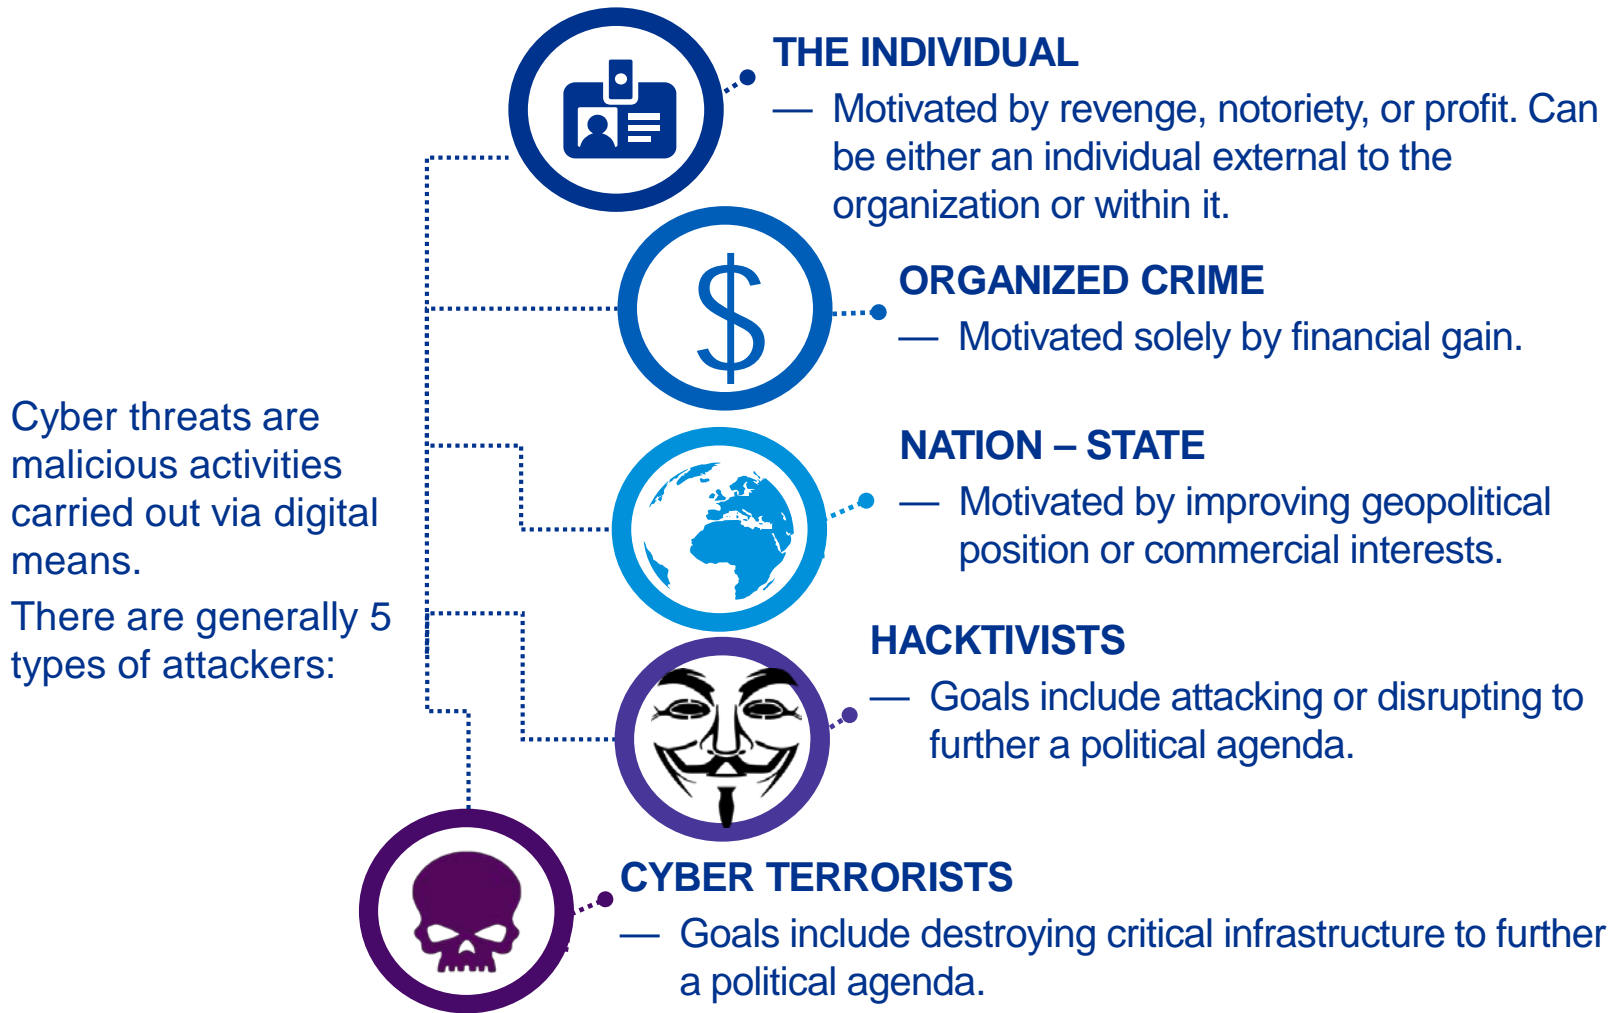 THE INDIVIDUAL
— Motivated by revenge, notoriety, or profit. Can
be either an individual external to the
organization or within it.
$
ORGANIZED CRIME
— Motivated solely by financial gain.
Cyber threats are
malicious activities
carried out via digital
means.
There are generally 5
types of attackers:
NATION – STATE
— Motivated by improving geopolitical
position or commercial interests.
HACKTIVISTS
— Goals include attacking or disrupting to
further a political agenda.
CYBER TERRORISTS
— Goals include destroying critical infrastructure to further
a political agenda.